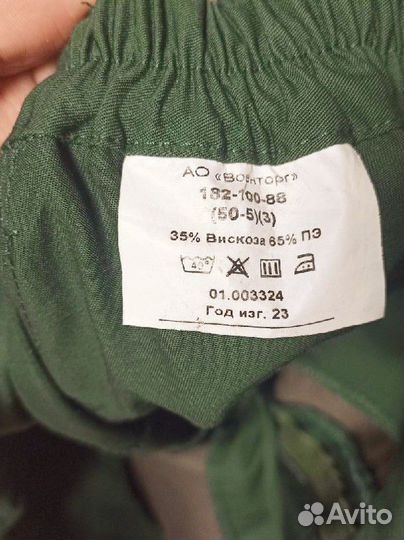 АО «Военторг»
182-100-88
(50-5)(3)
35% Вискоза 65% ПЭ
40°
01.003324
Год изг. 23
Avito